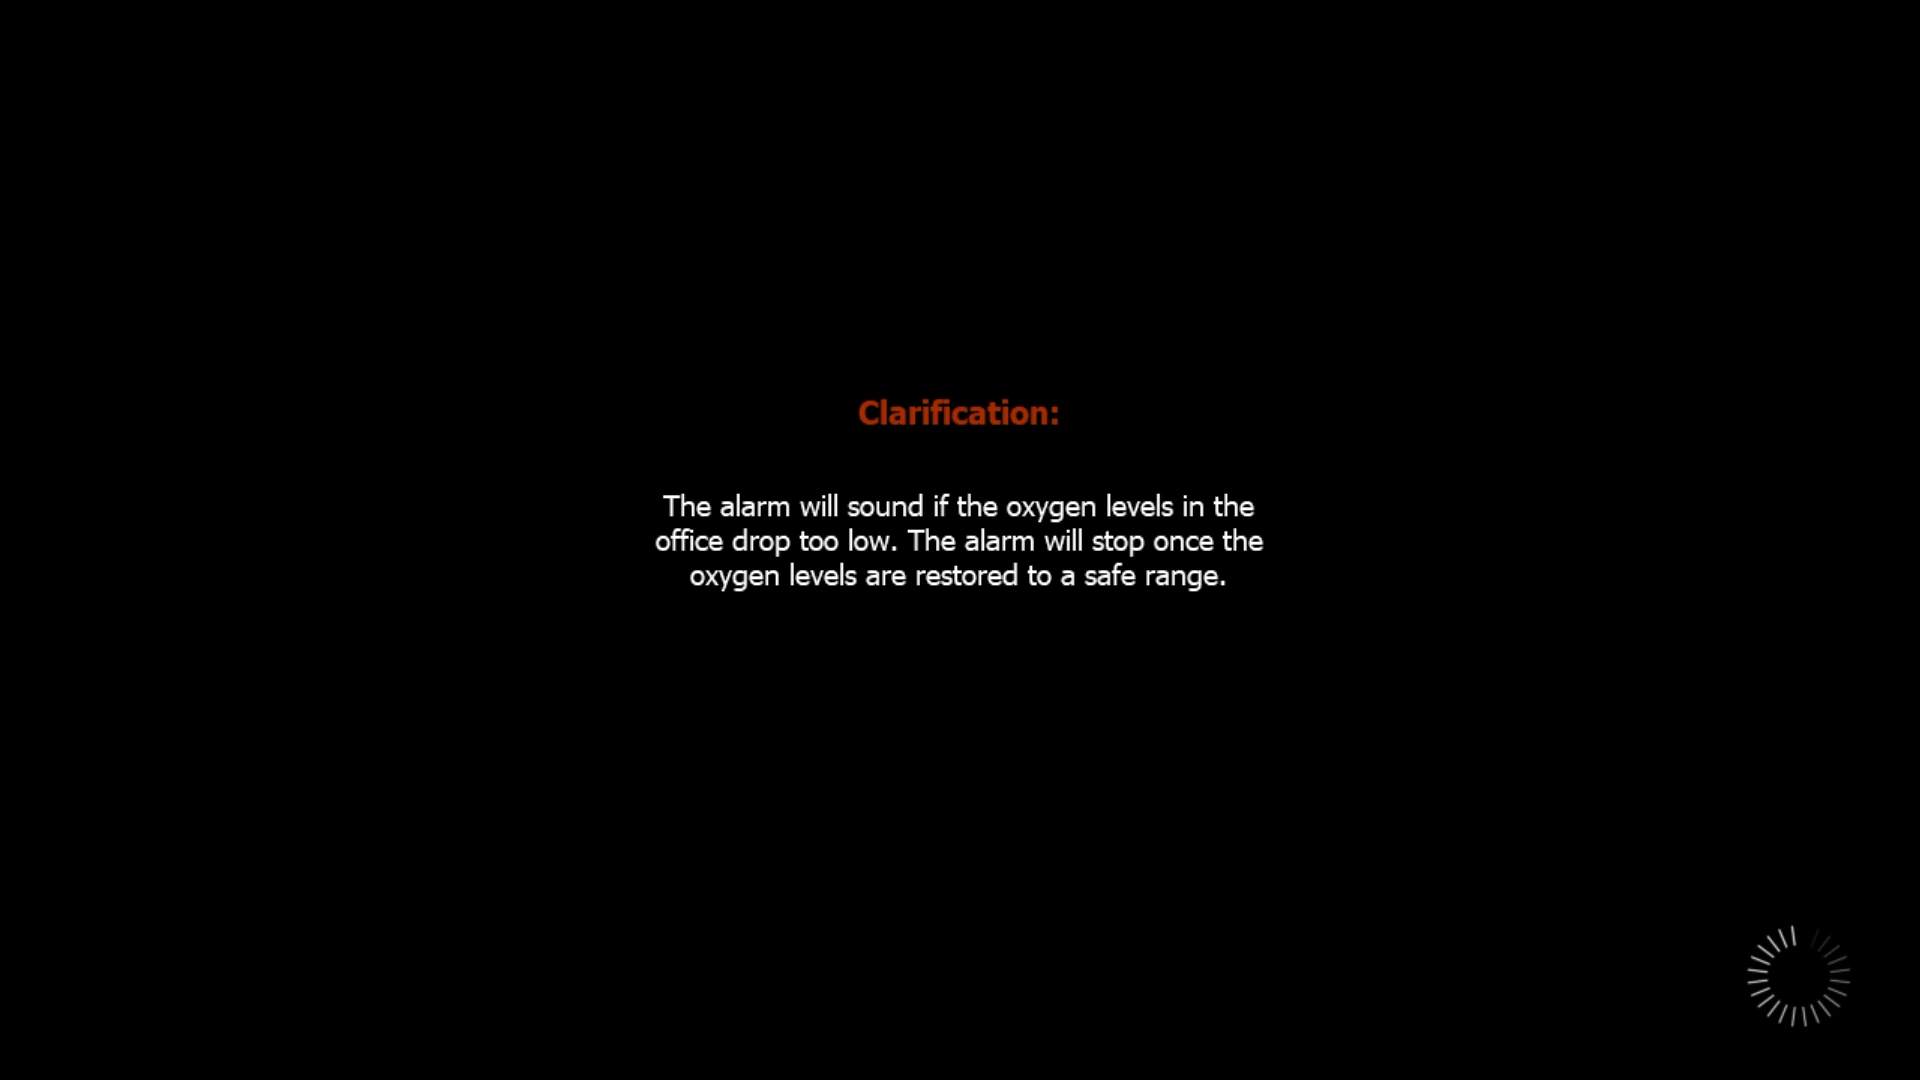 Clarification:
The alarm will sound if the oxygen levels in the
office drop too low. The alarm will stop once the
oxygen levels are restored to a safe range.